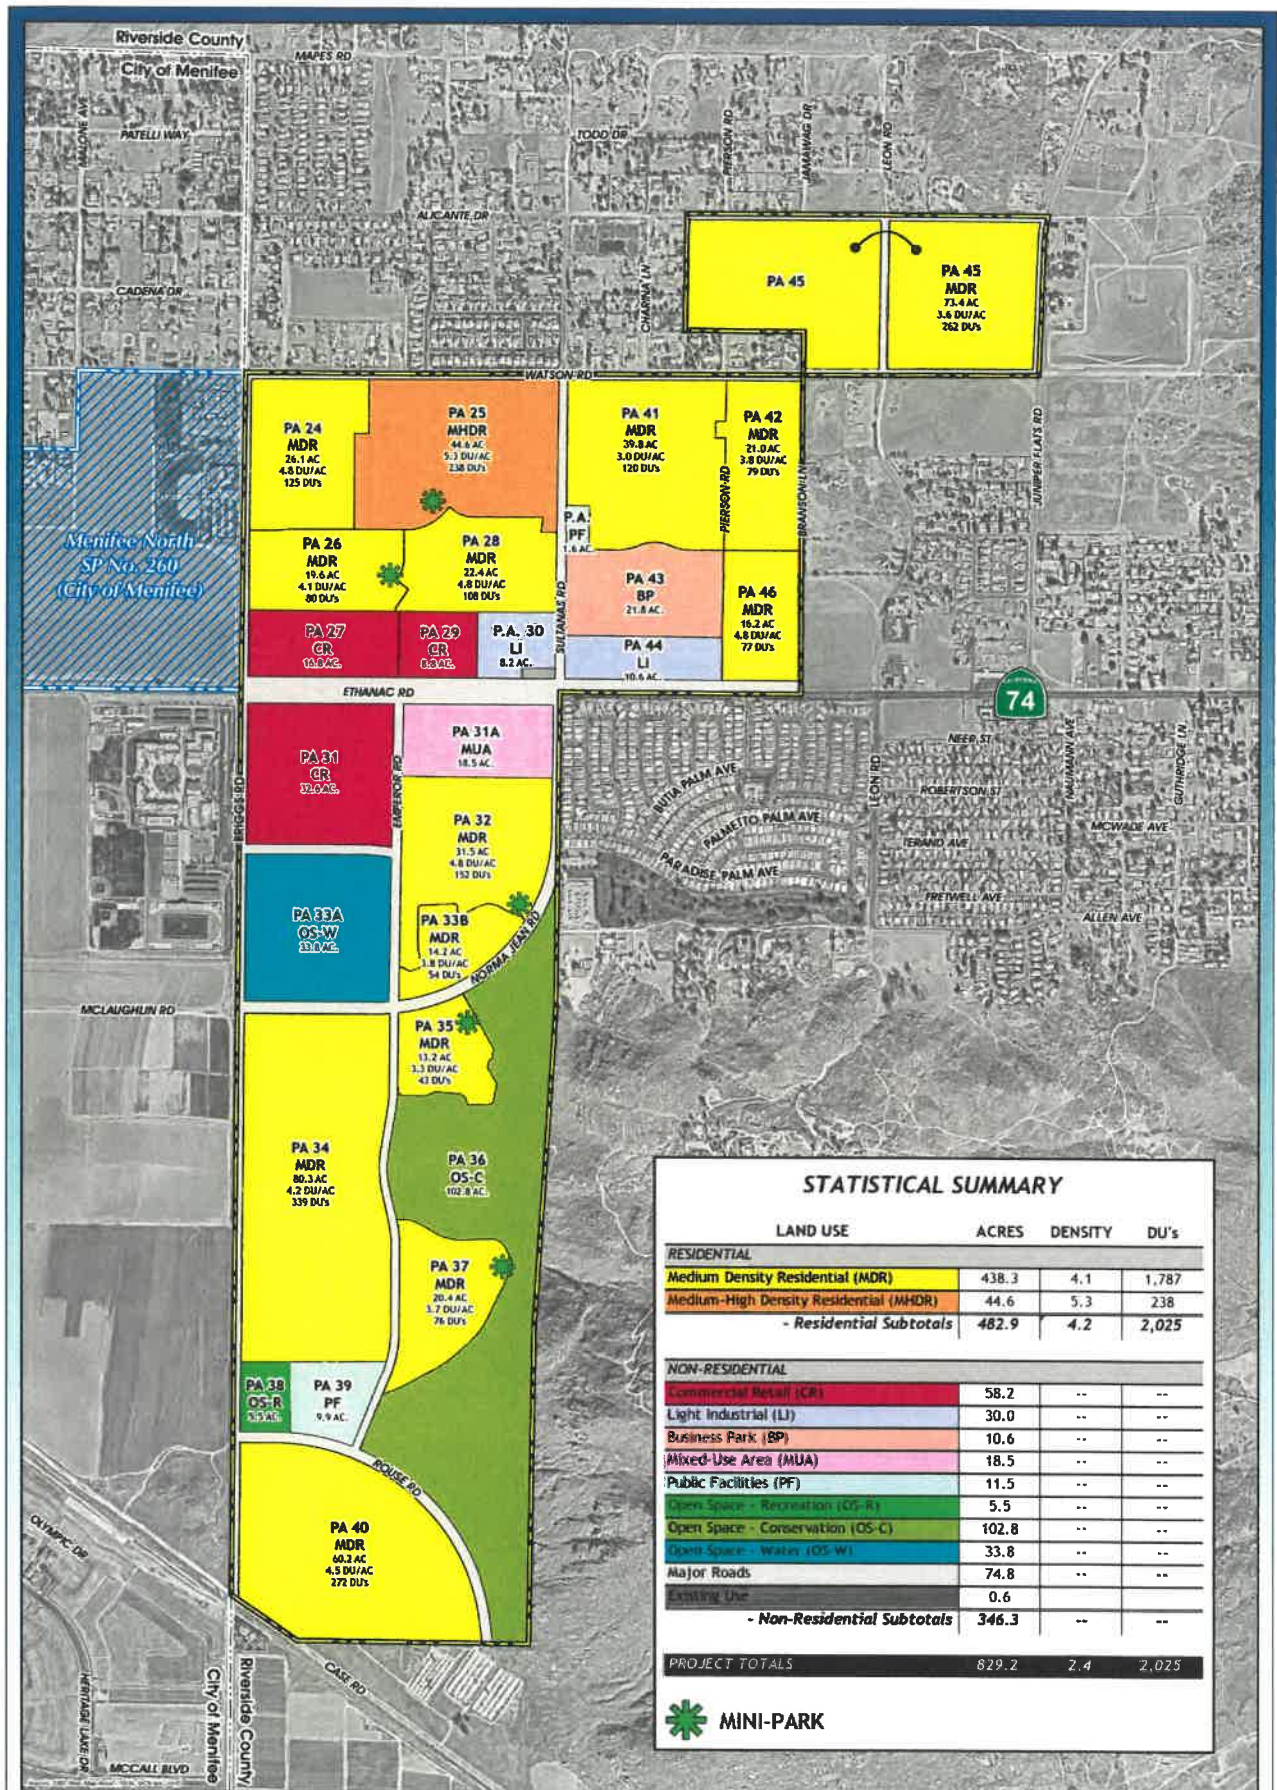 Riverside County
City of Menifee
MAPES RD
MALONE AVE
PATELLI WAY
TODD DR
PIERSON RD
JAMAWAG DR
LEON RD
ALICANTE DR
CADENA DR
CHARINA LN
PA 45
PA 45
MDR
73.4 AC
3.6 DU/AC
262 DU's
WATSON RD
PA 24
MDR
26.1 AC
4.8 DU/AC
125 DU's
PA 25
MHDR
44.6 AC
5.3 DU/AC
238 DU's
PA 41
MDR
39.8 AC
3.0 DU/AC
120 DU's
PA 42
MDR
21.0 AC
3.8 DU/AC
79 DU's
PIERSON RD
BRANSON LN
JUNIPER FLATS RD
Menifee North
SP No. 260
(City of Menifee)
PA 26
MDR
19.6 AC
4.1 DU/AC
80 DU's
PA 28
MDR
22.4 AC
4.8 DU/AC
108 DU's
P.A.
PF
1.6 AC.
PA 43
BP
21.8 AC.
PA 46
MDR
16.2 AC
4.8 DU/AC
77 DU's
PA 27
CR
16.8 AC.
PA 29
CR
8.8 AC.
P.A. 30
LI
8.2 AC.
SULTANAS RD
PA 44
LI
10.6 AC.
ETHANAC RD
CALIFORNIA
74
PA 31
CR
32.6 AC.
BRIGGS RD
EMPEROR RD
PA 31A
MUA
18.5 AC.
BUTIA PALM AVE
PALMETTO PALM AVE
PARADISE PALM AVE
LEON RD
NEER ST
ROBERTSON ST
TERAND AVE
FRETWELL AVE
NAUMANN AVE
MCWADE AVE
GUTHRIDGE LN
ALLEN AVE
PA 32
MDR
31.5 AC
4.8 DU/AC
152 DU's
PA 33A
OS-W
33.8 AC.
PA 33B
MDR
14.2 AC
3.8 DU/AC
54 DU's
NORMA JEAN RD
MCLAUGHLIN RD
PA 35
MDR
13.2 AC
3.3 DU/AC
43 DU's
PA 34
MDR
80.3 AC
4.2 DU/AC
339 DU's
PA 36
OS-C
102.8 AC.
PA 37
MDR
20.4 AC
3.7 DU/AC
76 DU's
PA 38
OS-R
5.5 AC.
PA 39
PF
9.9 AC.
ROUSE RD
PA 40
MDR
60.2 AC
4.5 DU/AC
272 DU's
OLYMPIC DR
HERITAGE LAKE DR
MCCALL BLVD
City of Menifee
Riverside County
CASE RD
STATISTICAL SUMMARY
LAND USE ACRES DENSITY DU's
RESIDENTIAL
Medium Density Residential (MDR) 438.3 4.1 1,787
Medium-High Density Residential (MHDR) 44.6 5.3 238
- Residential Subtotals 482.9 4.2 2,025
NON-RESIDENTIAL
Commercial Retail (CR) 58.2 -- --
Light Industrial (LI) 30.0 -- --
Business Park (BP) 10.6 -- --
Mixed-Use Area (MUA) 18.5 -- --
Public Facilities (PF) 11.5 -- --
Open Space - Recreation (OS-R) 5.5 -- --
Open Space - Conservation (OS-C) 102.8 -- --
Open Space - Water (OS-W) 33.8 -- --
Major Roads 74.8 -- --
Existing Use 0.6
- Non-Residential Subtotals 346.3 -- --
PROJECT TOTALS 829.2 2.4 2,025
MINI-PARK